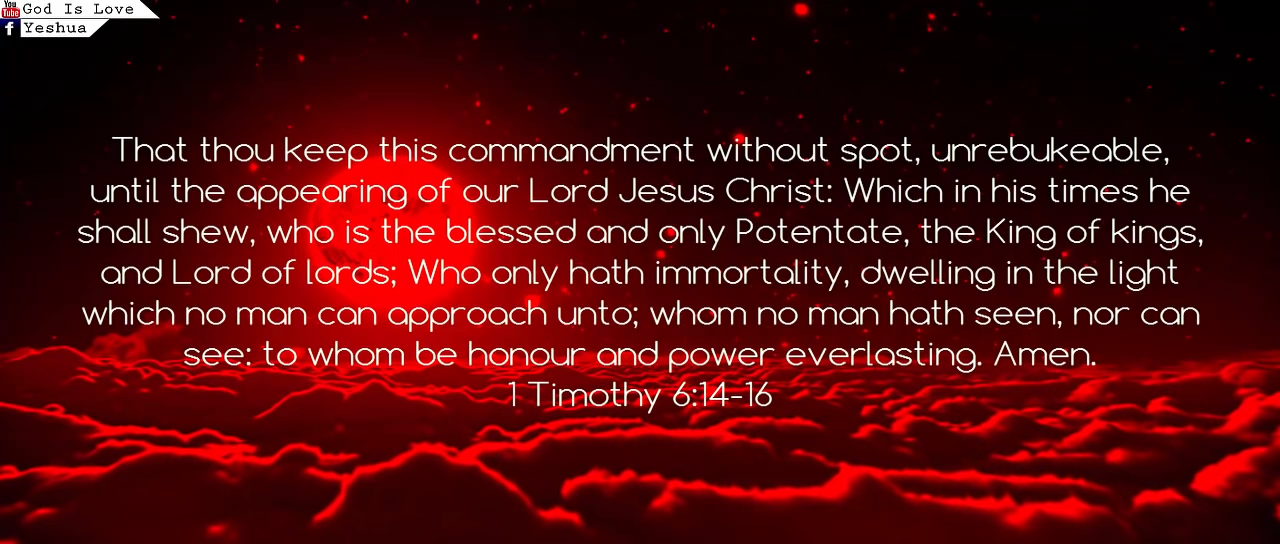 You
Tube
God Is Love
f
Yeshua
That thou keep this commandment without spot, unrebukeable,
until the appearing of our Lord Jesus Christ: Which in his times he
shall shew, who is the blessed and only Potentate, the King of kings,
and Lord of lords; Who only hath immortality, dwelling in the light
which no man can approach unto; whom no man hath seen, nor can
see: to whom be honour and power everlasting. Amen.
1 Timothy 6:14-16